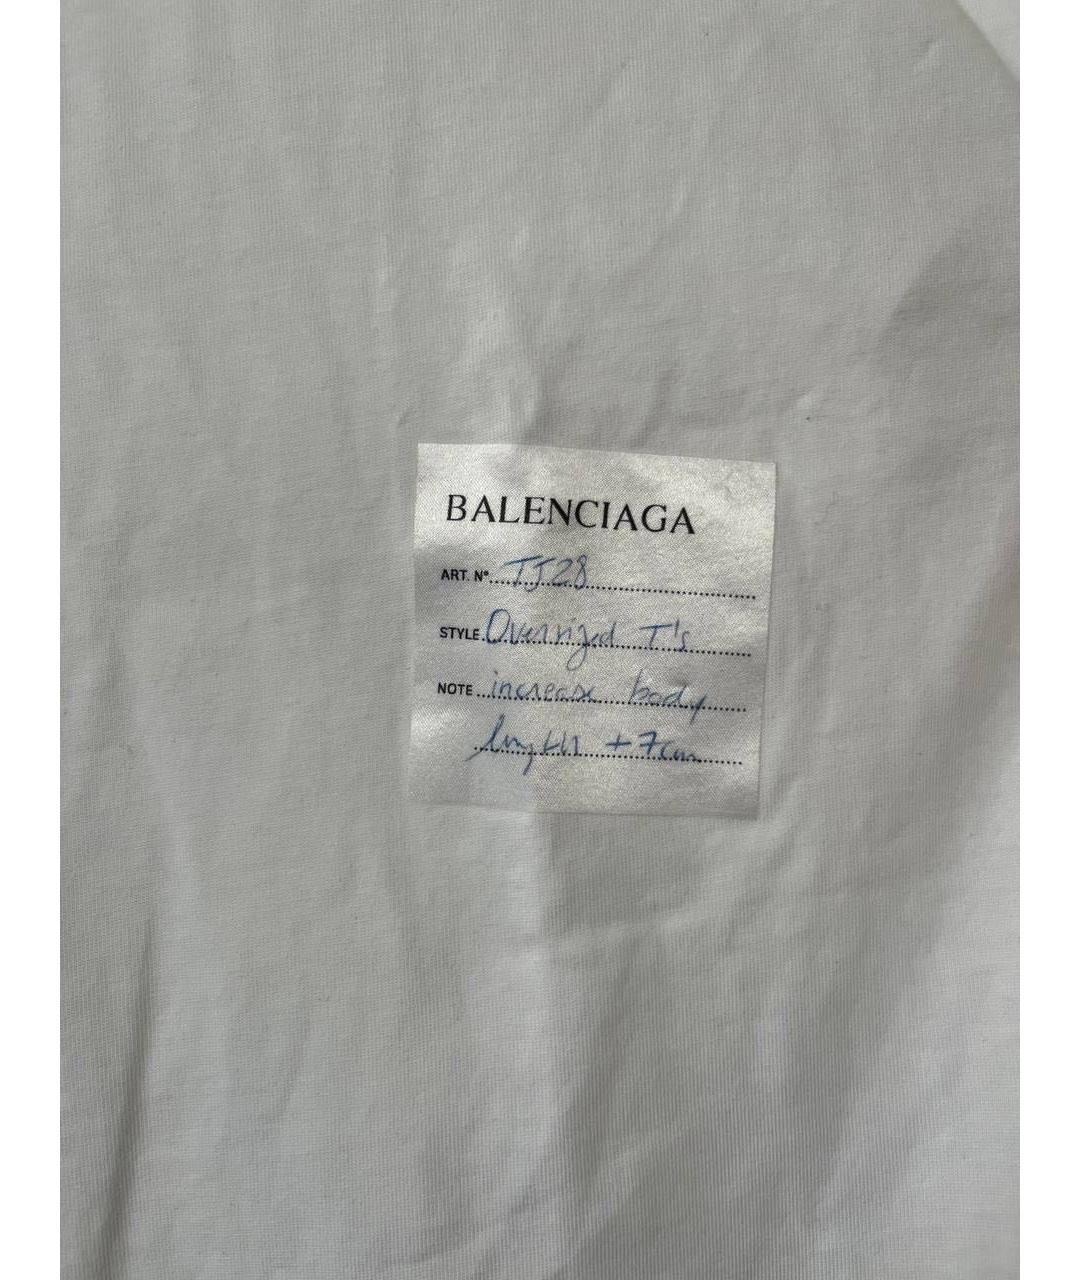 BALENCIAGA
ART. N° TJ28
STYLE Oversized T's
NOTE increase body
length +7cm